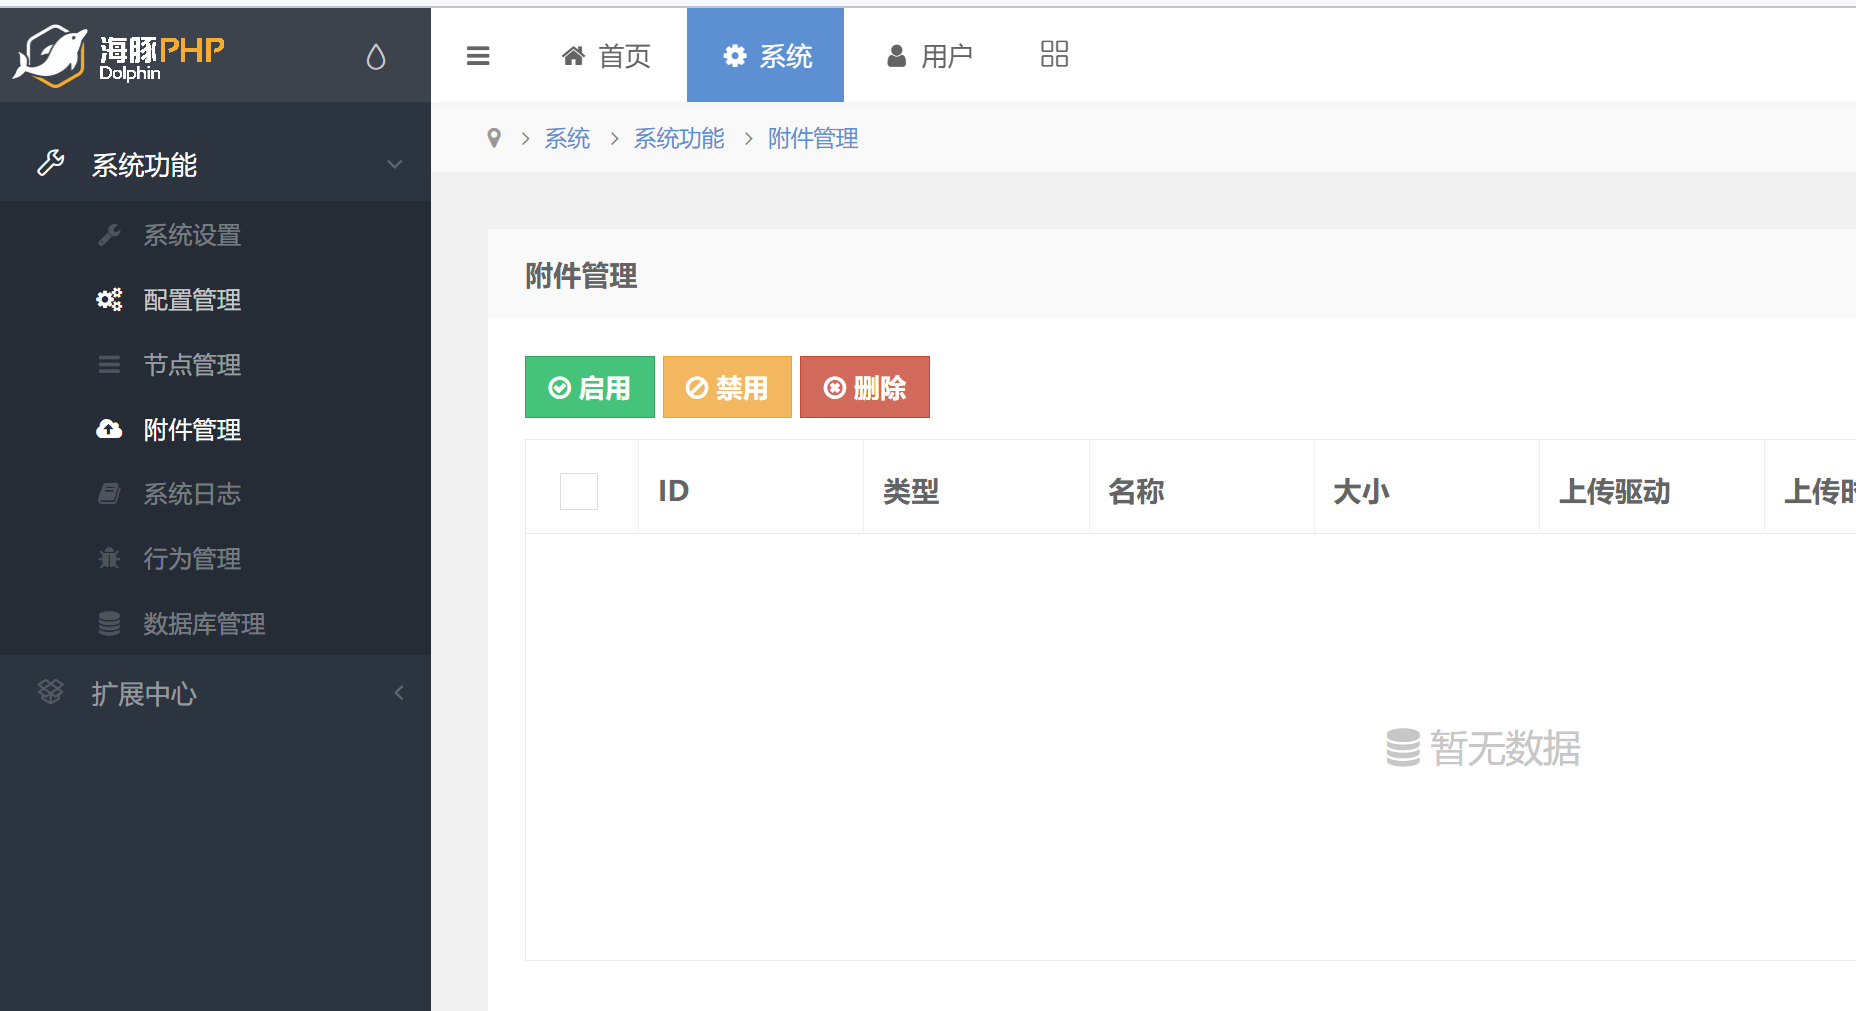 海豚PHP
Dolphin
首页
系统
用户
系统 > 系统功能 > 附件管理
系统功能
系统设置
配置管理
节点管理
附件管理
系统日志
行为管理
数据库管理
扩展中心
附件管理
启用 禁用 删除
ID 类型 名称 大小 上传驱动 上传
暂无数据